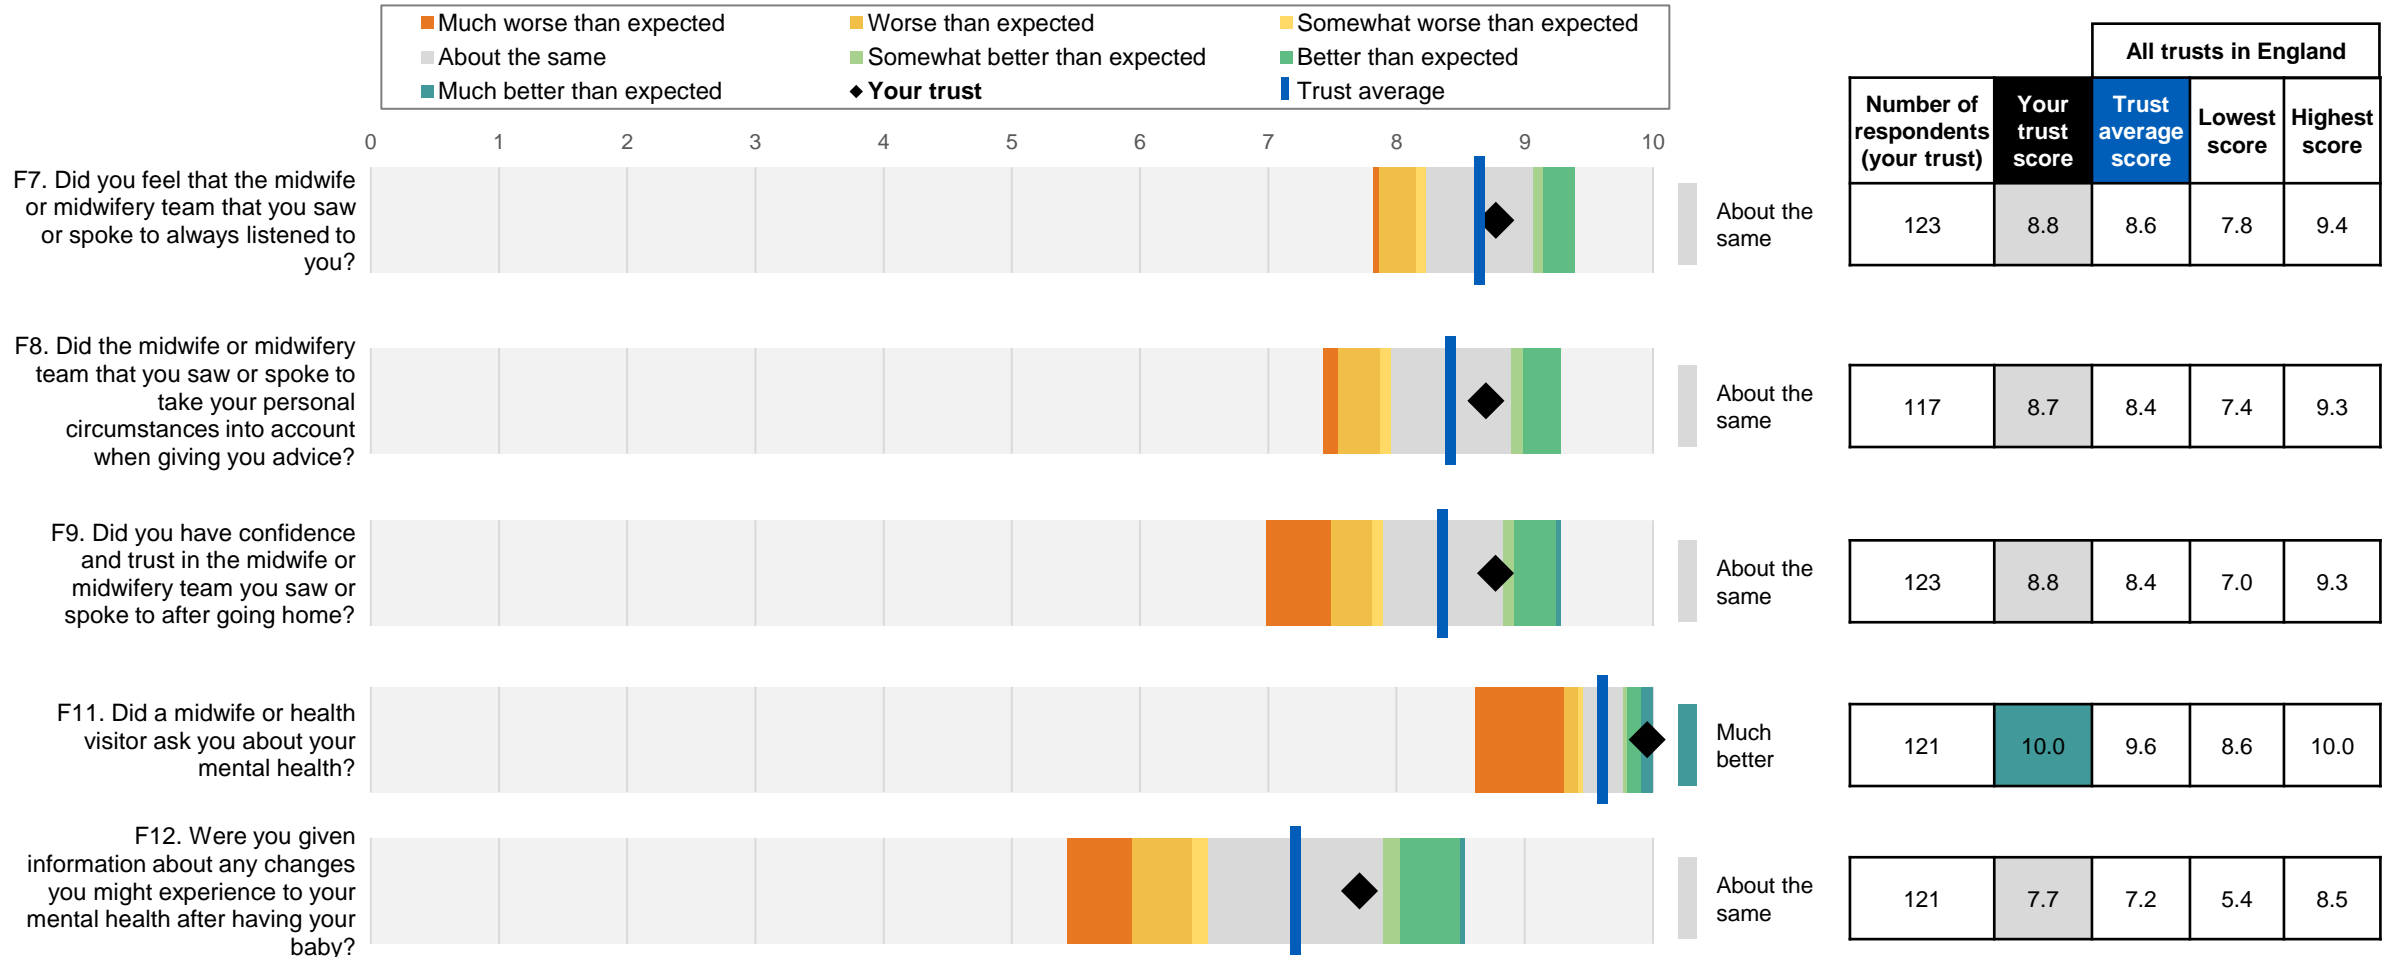 Much worse than expected
Worse than expected
Somewhat worse than expected
About the same
Somewhat better than expected
Better than expected
Much better than expected
Your trust
Trust average
All trusts in England
Number of
respondents
(your trust)
Your
trust
score
Trust
average
score
Lowest
score
Highest
score
0 1 2 3 4 5 6 7 8 9 10
F7. Did you feel that the midwife
or midwifery team that you saw
or spoke to always listened to
you?
About the
same
123 8.8 8.6 7.8 9.4
F8. Did the midwife or midwifery
team that you saw or spoke to
take your personal
circumstances into account
when giving you advice?
About the
same
117 8.7 8.4 7.4 9.3
F9. Did you have confidence
and trust in the midwife or
midwifery team you saw or
spoke to after going home?
About the
same
123 8.8 8.4 7.0 9.3
F11. Did a midwife or health
visitor ask you about your
mental health?
Much
better
121 10.0 9.6 8.6 10.0
F12. Were you given
information about any changes
you might experience to your
mental health after having your
baby?
About the
same
121 7.7 7.2 5.4 8.5